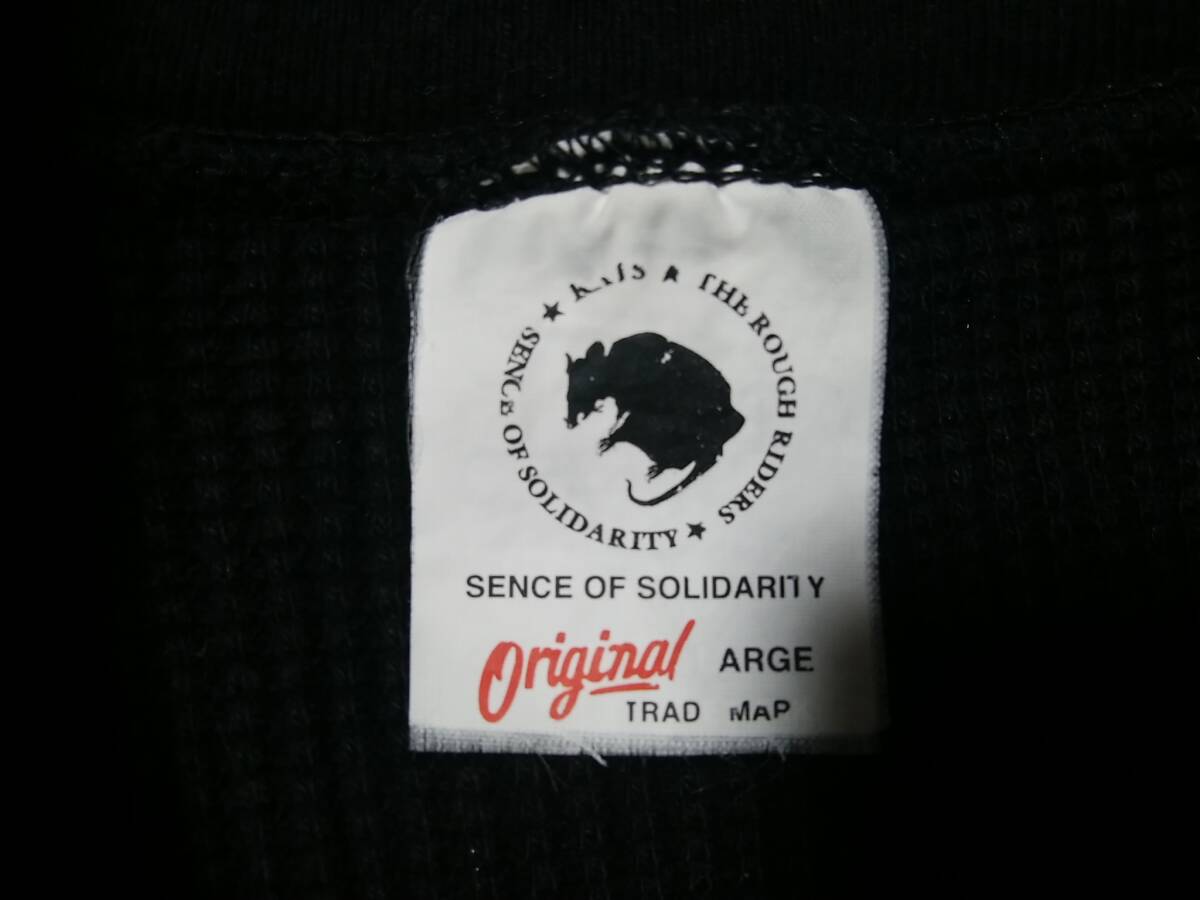 ★ RATS ★ THE ROUGH RIDERS ★
SENCE OF SOLIDARITY
SENCE OF SOLIDARITY
Original ARGE
TRAD MAP